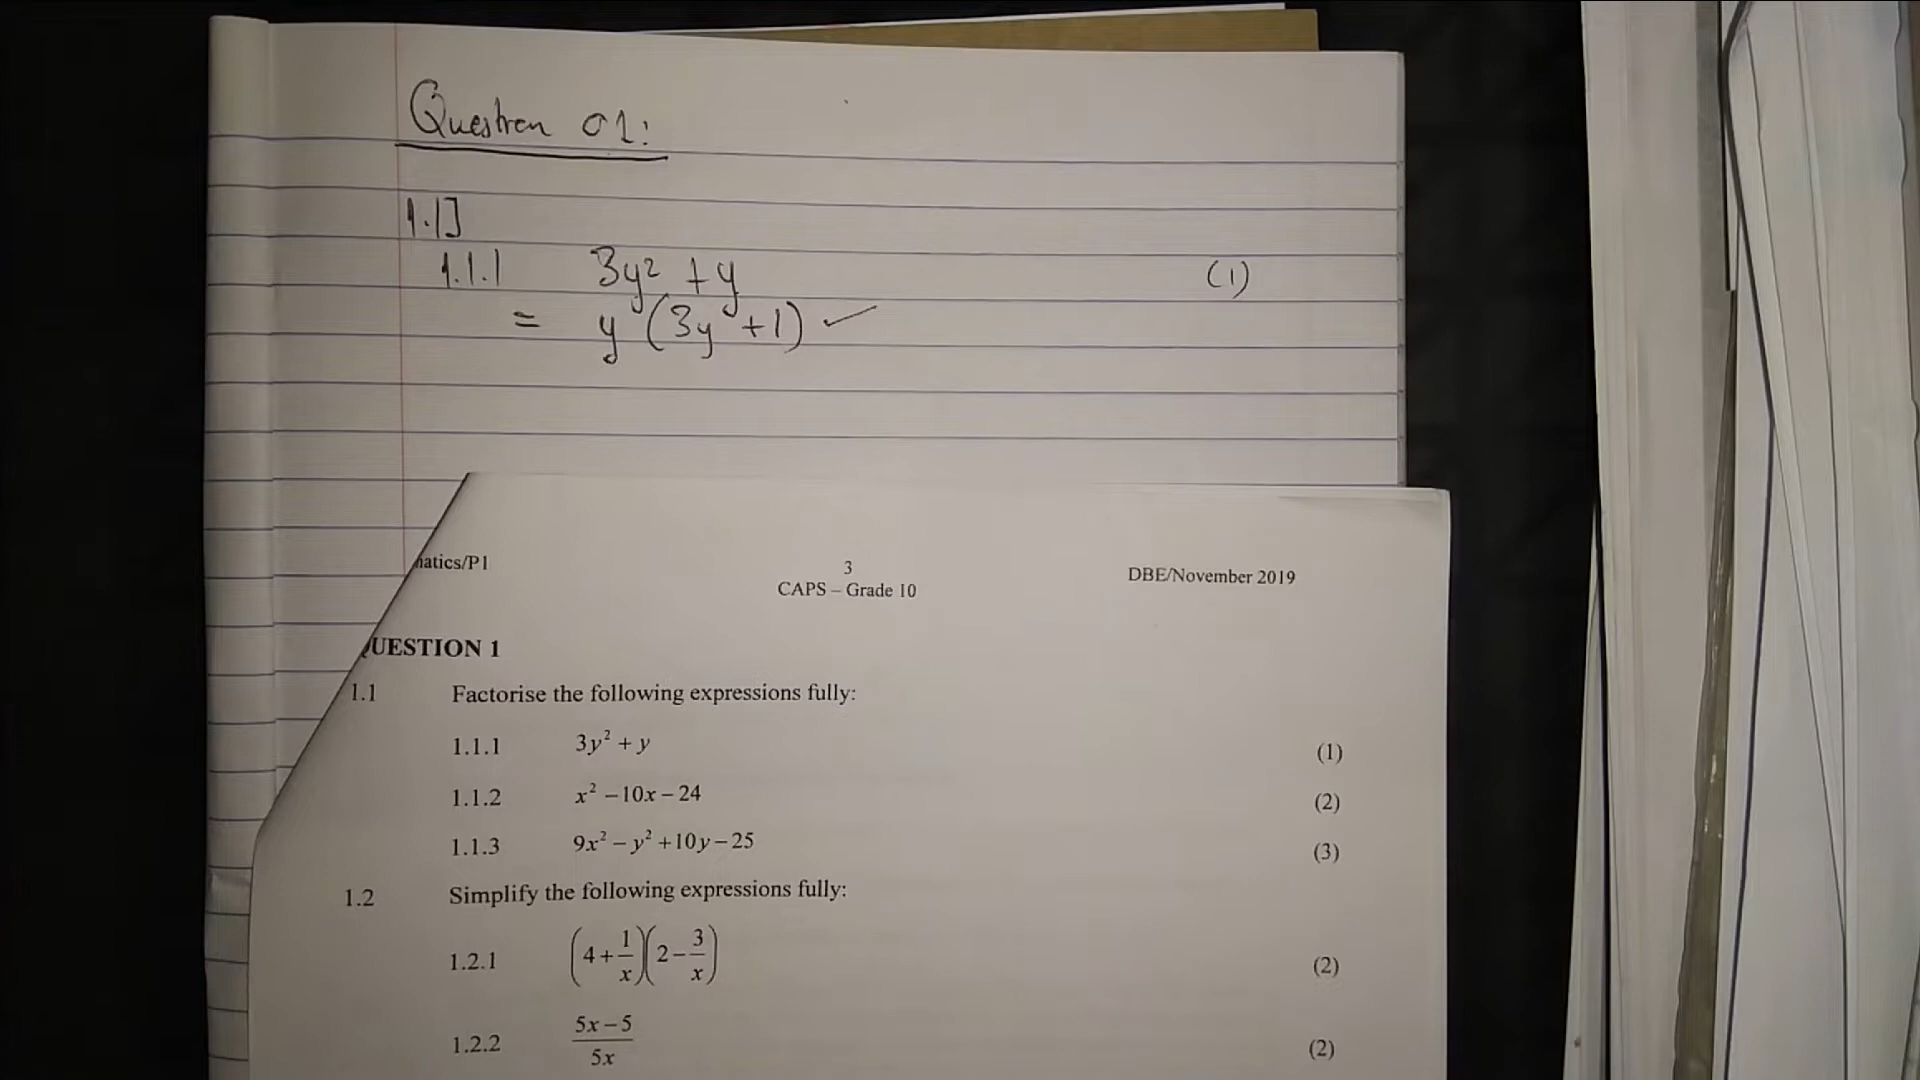 Question 01:
1.1]
1.1.1 3y² + y (1)
= y(3y + 1) ✓
matics/P1 3 DBE/November 2019
CAPS – Grade 10
QUESTION 1
1.1 Factorise the following expressions fully:
1.1.1 3y² + y (1)
1.1.2 x² – 10x – 24 (2)
1.1.3 9x² – y² + 10y – 25 (3)
1.2 Simplify the following expressions fully:
1.2.1 (4 + 1/x)(2 – 3/x) (2)
1.2.2 (5x – 5)/5x (2)